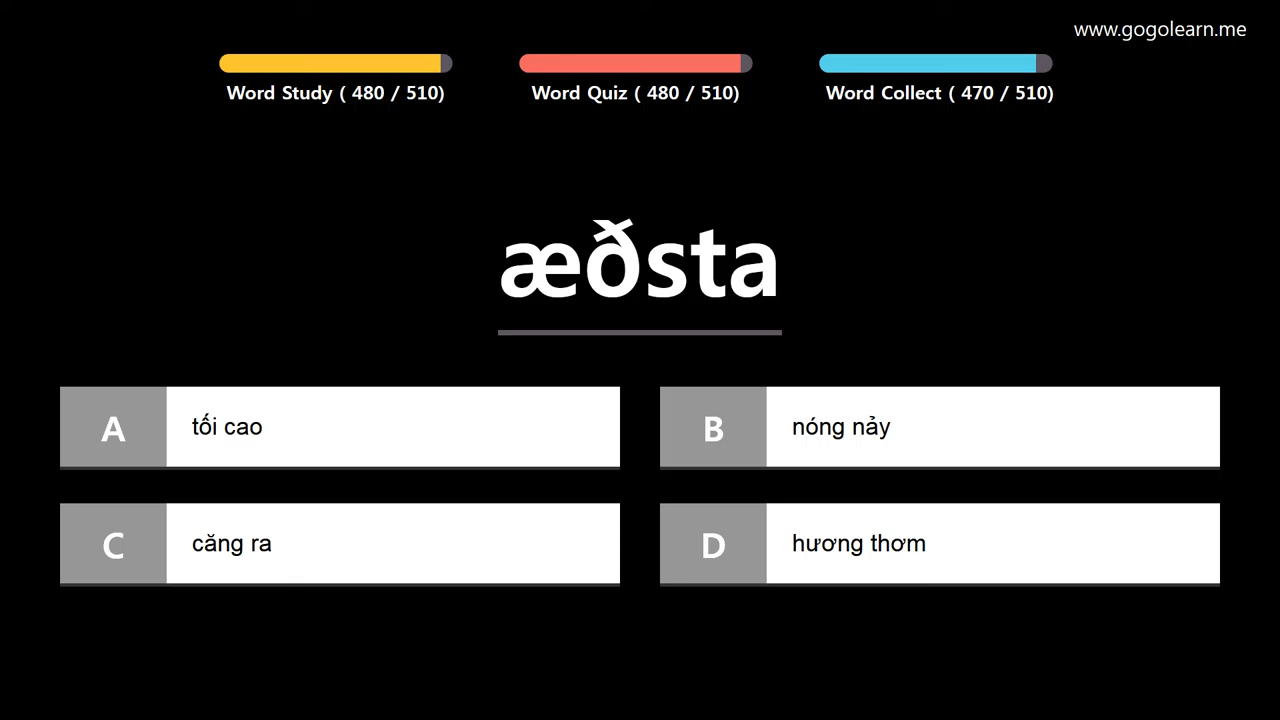 www.gogolearn.me
Word Study ( 480 / 510)
Word Quiz ( 480 / 510)
Word Collect ( 470 / 510)
æðsta
A tối cao
B nóng nảy
C căng ra
D hương thơm